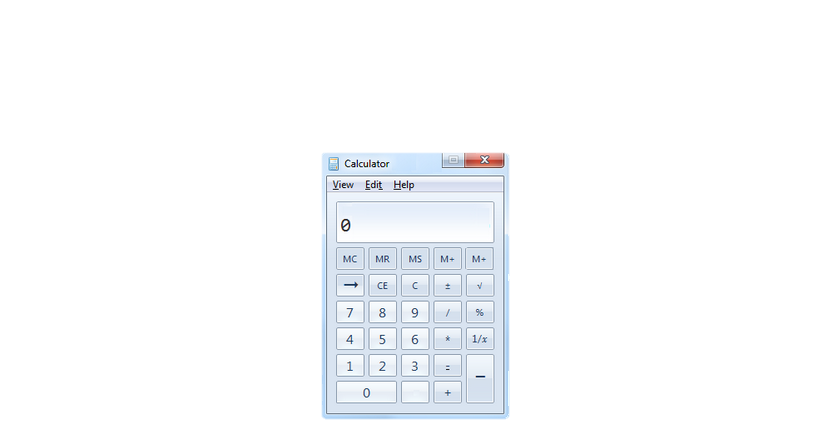 Calculator
View Edit Help
0
MC MR MS M+ M+
→ CE C ± √
7 8 9 / %
4 5 6 * 1/x
1 2 3 = −
0 +